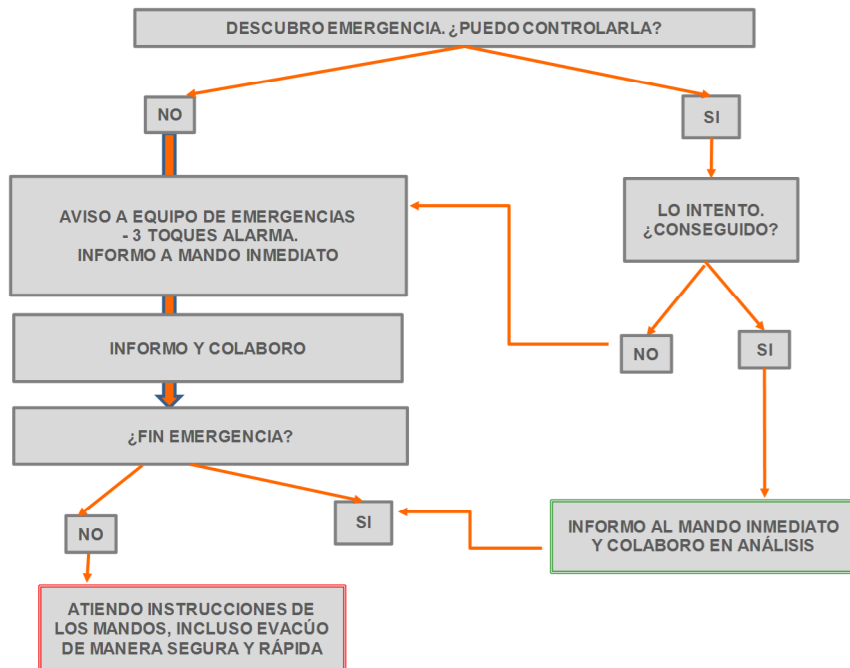 DESCUBRO EMERGENCIA. ¿PUEDO CONTROLARLA?
NO
SI
AVISO A EQUIPO DE EMERGENCIAS
- 3 TOQUES ALARMA.
INFORMO A MANDO INMEDIATO
LO INTENTO.
¿CONSEGUIDO?
INFORMO Y COLABORO
NO
SI
¿FIN EMERGENCIA?
NO
SI
INFORMO AL MANDO INMEDIATO
Y COLABORO EN ANÁLISIS
ATIENDO INSTRUCCIONES DE
LOS MANDOS, INCLUSO EVACÚO
DE MANERA SEGURA Y RÁPIDA